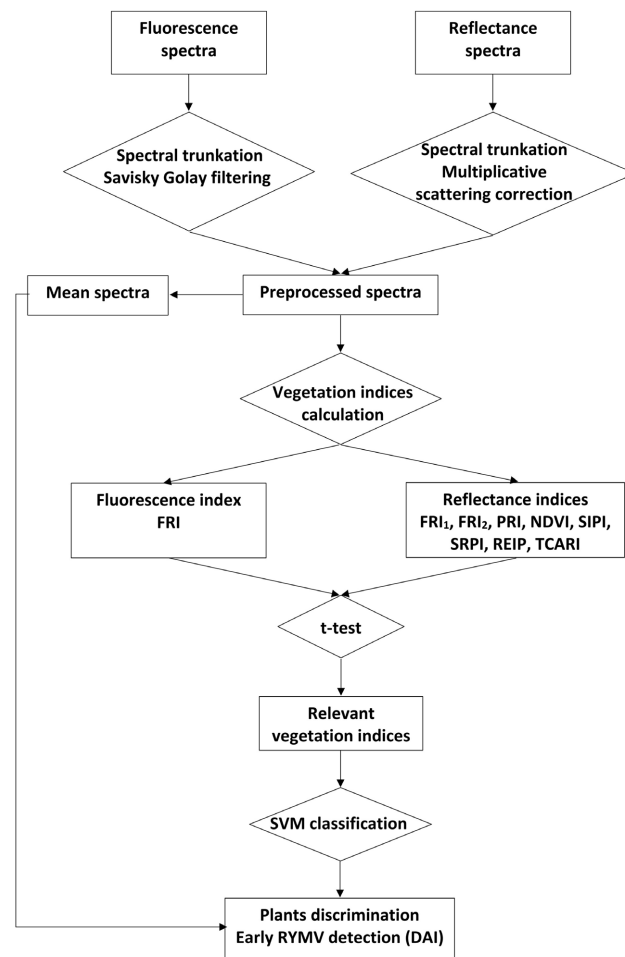 Fluorescence
spectra
Reflectance
spectra
Spectral trunkation
Savisky Golay filtering
Spectral trunkation
Multiplicative
scattering correction
Mean spectra
Preprocessed spectra
Vegetation indices
calculation
Fluorescence index
FRI
Reflectance indices
FRI₁, FRI₂, PRI, NDVI, SIPI,
SRPI, REIP, TCARI
t-test
Relevant
vegetation indices
SVM classification
Plants discrimination
Early RYMV detection (DAI)